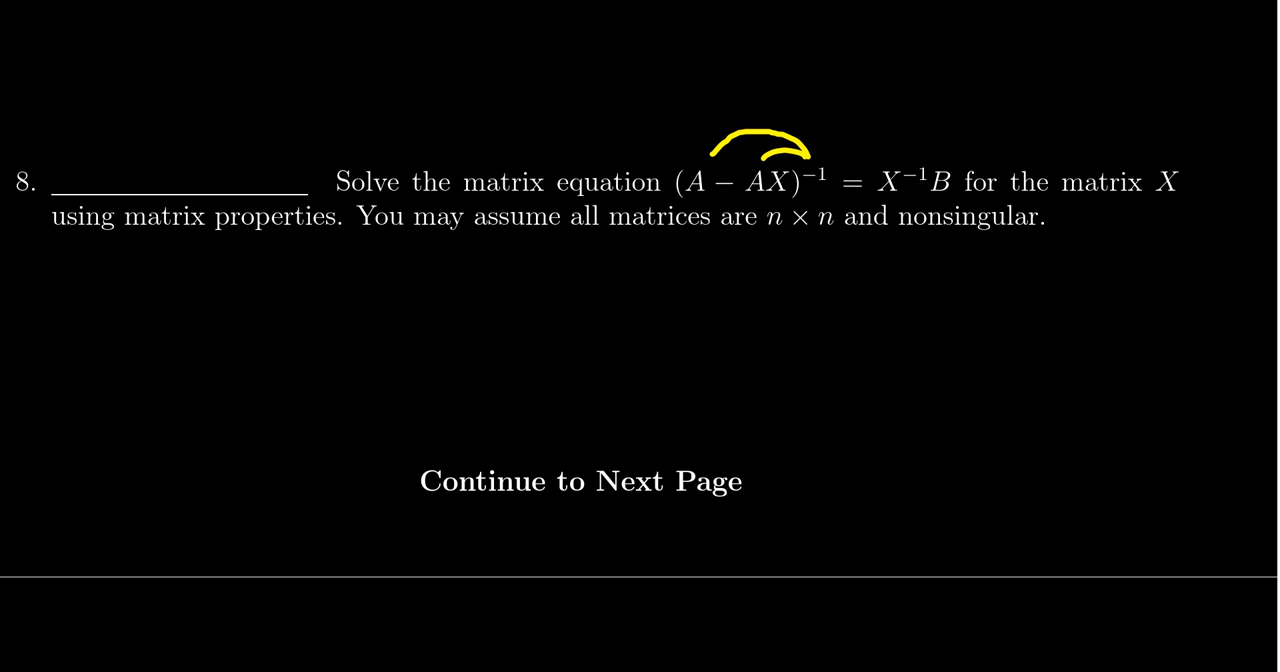 8. ____________________ Solve the matrix equation (A − AX)⁻¹ = X⁻¹B for the matrix X
using matrix properties. You may assume all matrices are n × n and nonsingular.
Continue to Next Page